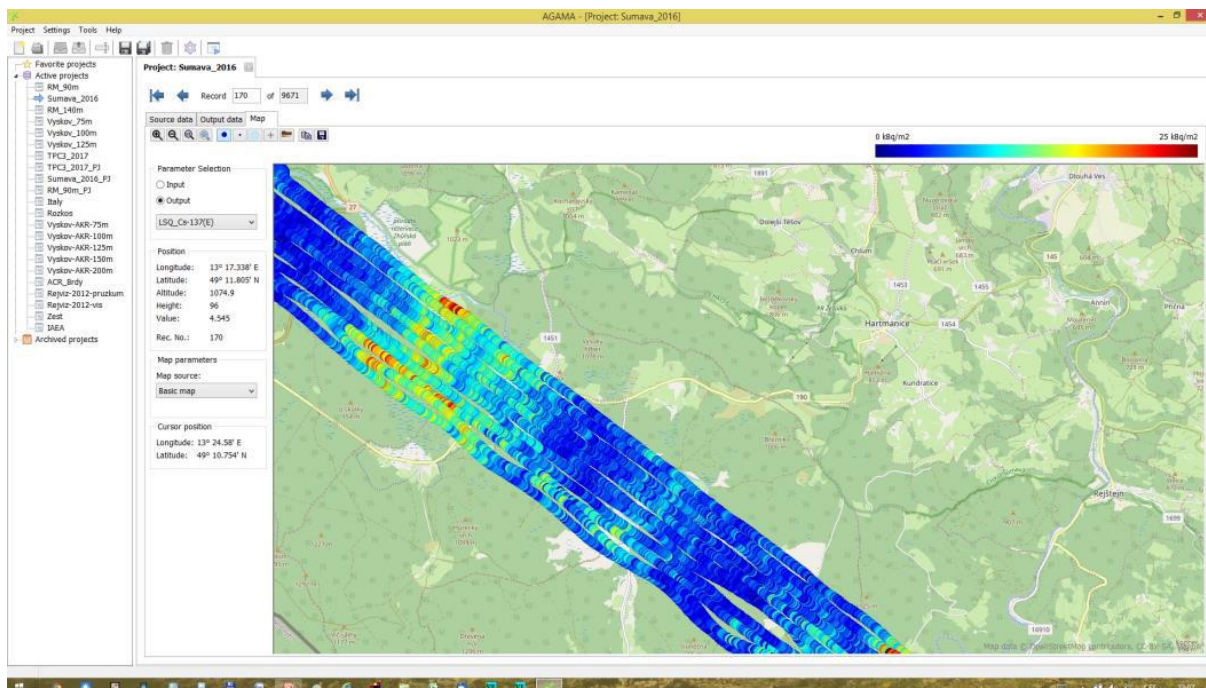 AGAMA - [Project: Sumava_2016]
Project Settings Tools Help
Favorite projects
Active projects
RM_90m
Sumava_2016
RM_140m
Vyskov_75m
Vyskov_100m
Vyskov_125m
TPC3_2017
TPC3_2017_PJ
Sumava_2016_PJ
RM_90m_PJ
Italy
Rozkos
Vyskov-AKR-75m
Vyskov-AKR-100m
Vyskov-AKR-125m
Vyskov-AKR-150m
Vyskov-AKR-200m
ACR_Brdy
Rejviz-2012-pruzkum
Rejviz-2012-vis
Zest
IAEA
Archived projects
Project: Sumava_2016
Record 170 of 9671
Source data Output data Map
0 kBq/m2 25 kBq/m2
Parameter Selection
Input
Output
LSQ_Cs-137(E)
Position
Longitude: 13° 17.338' E
Latitude: 49° 11.805' N
Altitude: 1074.9
Height: 96
Value: 4.545
Rec. No.: 170
Map parameters
Map source:
Basic map
Cursor position
Longitude: 13° 24.58' E
Latitude: 49° 10.754' N
27
1891
Dlouhá Ves
Dolejší Těšov
Chlum
145
1453
1455
Annín
Hartmanice
1454
1451
Kundratice
190
Rejštejn
1699
16910
Map data © OpenStreetMap contributors, CC-BY-SA